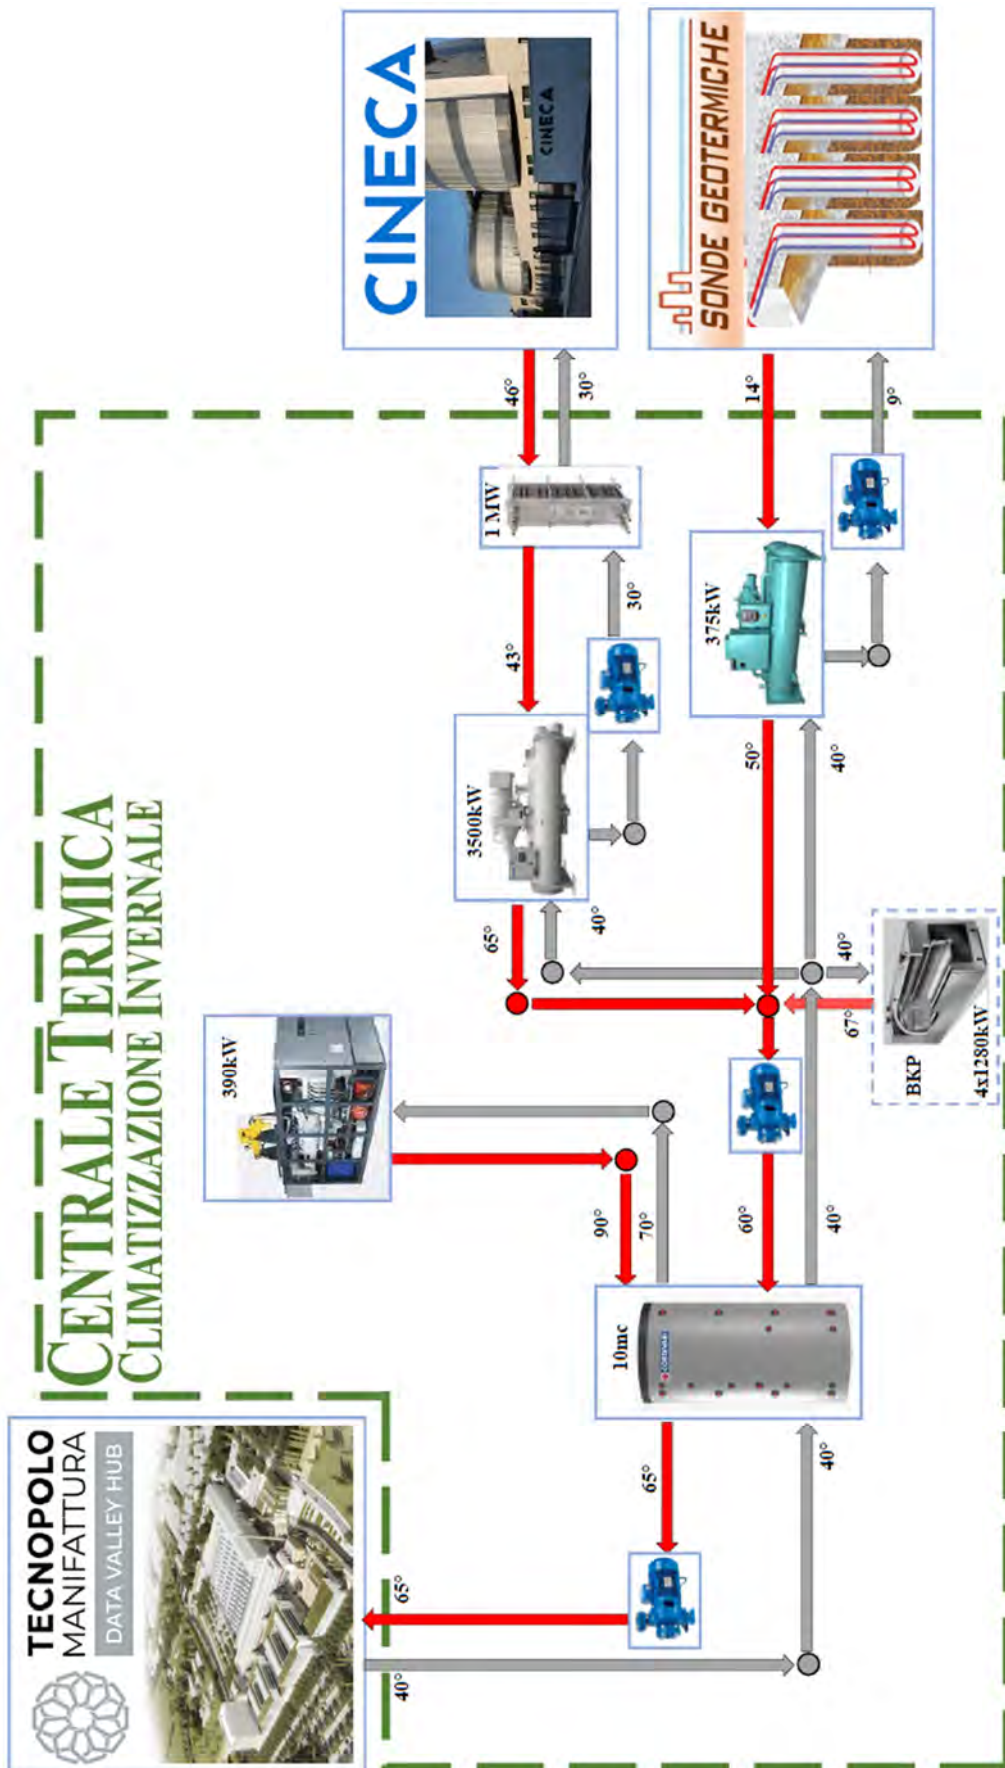 CENTRALE TERMICA
CLIMATIZZAZIONE INVERNALE
TECNOPOLO
MANIFATTURA
DATA VALLEY HUB
CINECA
CINECA
SONDE GEOTERMICHE
390kW
3500kW
1 MW
46°
30°
43°
30°
65°
40°
14°
9°
375kW
50°
40°
40°
67°
BKP
4x1280kW
90°
70°
60°
40°
10mc
CORDIVARI
65°
40°
65°
40°